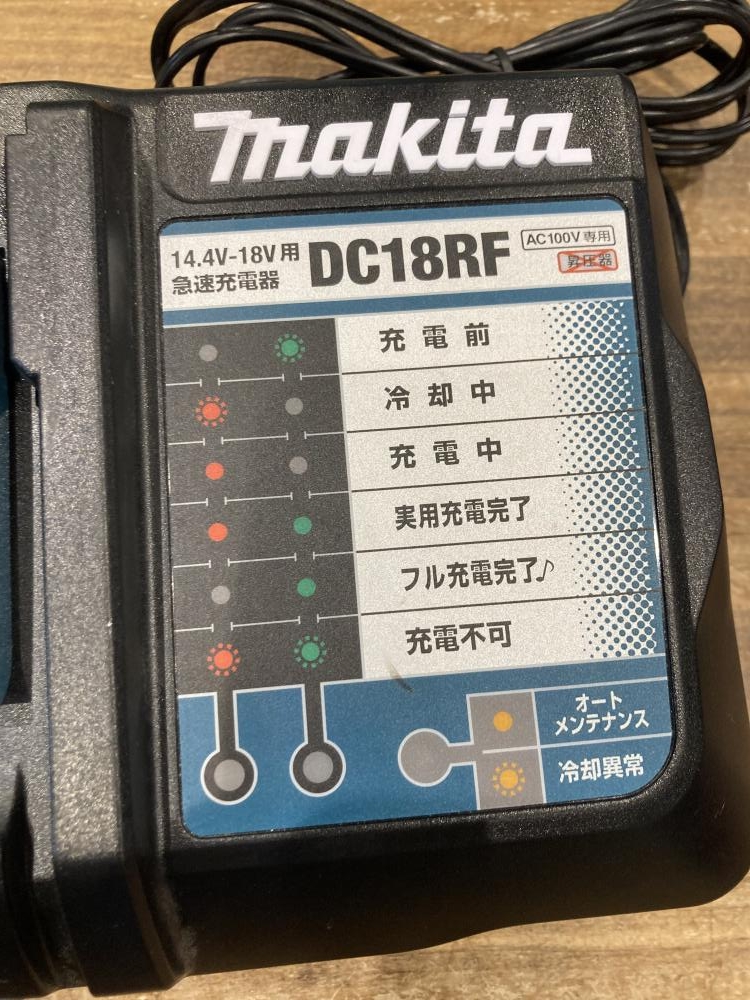 makita
14.4V-18V用
急速充電器
DC18RF
AC100V専用
昇圧器
充電前
冷却中
充電中
実用充電完了
フル充電完了♪
充電不可
オート
メンテナンス
冷却異常